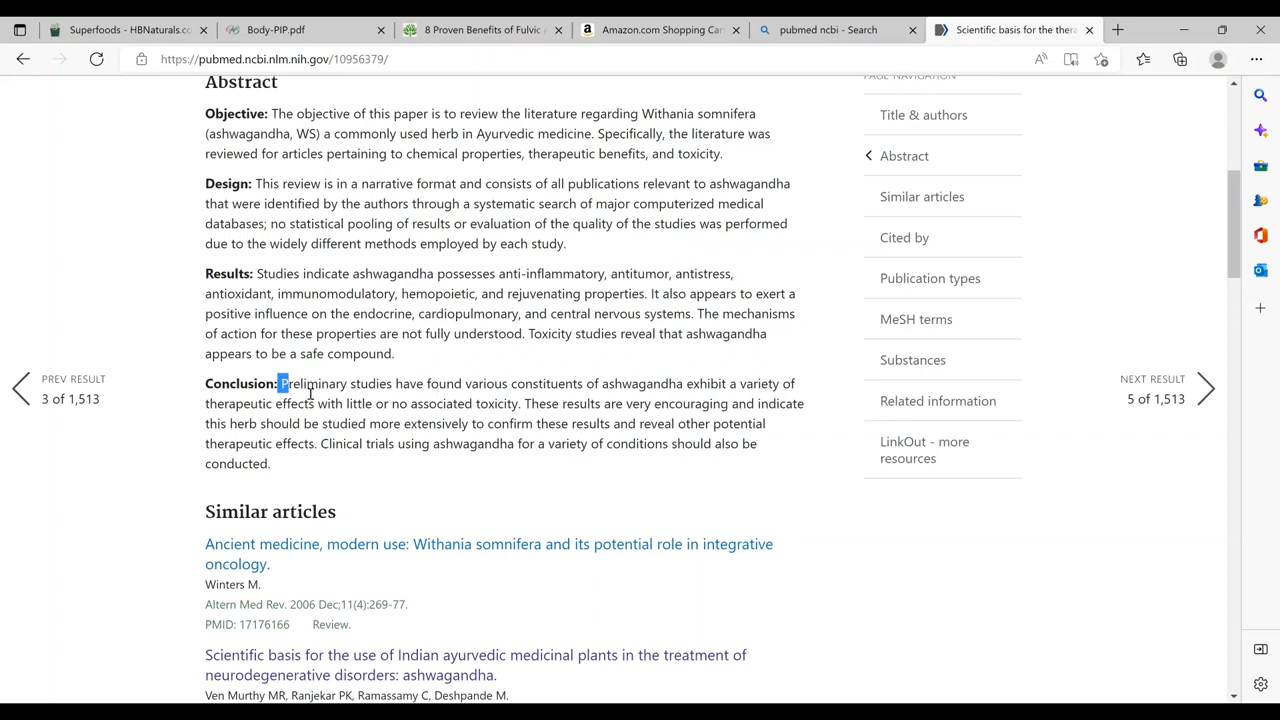 Superfoods - HBNaturals.cc
Body-PIP.pdf
8 Proven Benefits of Fulvic A
Amazon.com Shopping Car
pubmed ncbi - Search
Scientific basis for the thera
https://pubmed.ncbi.nlm.nih.gov/10956379/
Abstract
Objective: The objective of this paper is to review the literature regarding Withania somnifera
(ashwagandha, WS) a commonly used herb in Ayurvedic medicine. Specifically, the literature was
reviewed for articles pertaining to chemical properties, therapeutic benefits, and toxicity.
Design: This review is in a narrative format and consists of all publications relevant to ashwagandha
that were identified by the authors through a systematic search of major computerized medical
databases; no statistical pooling of results or evaluation of the quality of the studies was performed
due to the widely different methods employed by each study.
Results: Studies indicate ashwagandha possesses anti-inflammatory, antitumor, antistress,
antioxidant, immunomodulatory, hemopoietic, and rejuvenating properties. It also appears to exert a
positive influence on the endocrine, cardiopulmonary, and central nervous systems. The mechanisms
of action for these properties are not fully understood. Toxicity studies reveal that ashwagandha
appears to be a safe compound.
Conclusion: Preliminary studies have found various constituents of ashwagandha exhibit a variety of
therapeutic effects with little or no associated toxicity. These results are very encouraging and indicate
this herb should be studied more extensively to confirm these results and reveal other potential
therapeutic effects. Clinical trials using ashwagandha for a variety of conditions should also be
conducted.
Similar articles
Ancient medicine, modern use: Withania somnifera and its potential role in integrative
oncology.
Winters M.
Altern Med Rev. 2006 Dec;11(4):269-77.
PMID: 17176166 Review.
Scientific basis for the use of Indian ayurvedic medicinal plants in the treatment of
neurodegenerative disorders: ashwagandha.
Ven Murthy MR, Ranjekar PK, Ramassamy C, Deshpande M.
PREV RESULT
3 of 1,513
NEXT RESULT
5 of 1,513
PAGE NAVIGATION
Title & authors
Abstract
Similar articles
Cited by
Publication types
MeSH terms
Substances
Related information
LinkOut - more
resources